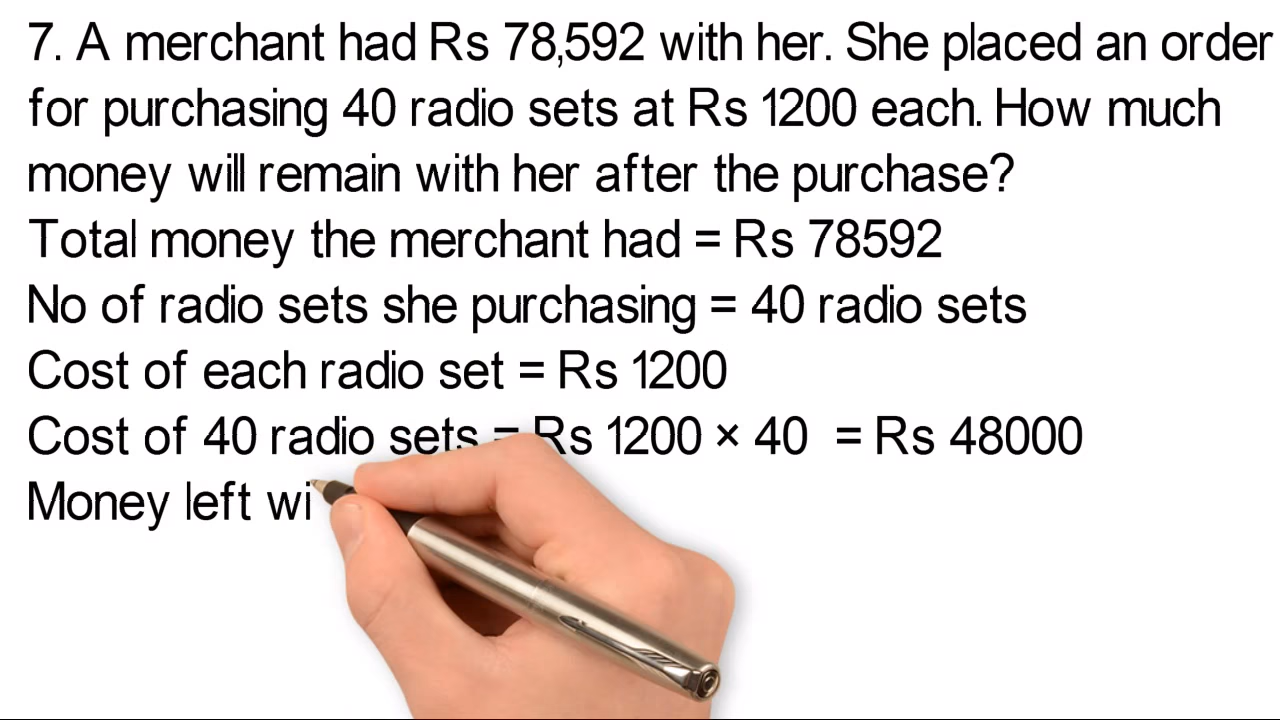 7. A merchant had Rs 78,592 with her. She placed an order
for purchasing 40 radio sets at Rs 1200 each. How much
money will remain with her after the purchase?
Total money the merchant had = Rs 78592
No of radio sets she purchasing = 40 radio sets
Cost of each radio set = Rs 1200
Cost of 40 radio sets = Rs 1200 × 40 = Rs 48000
Money left wi